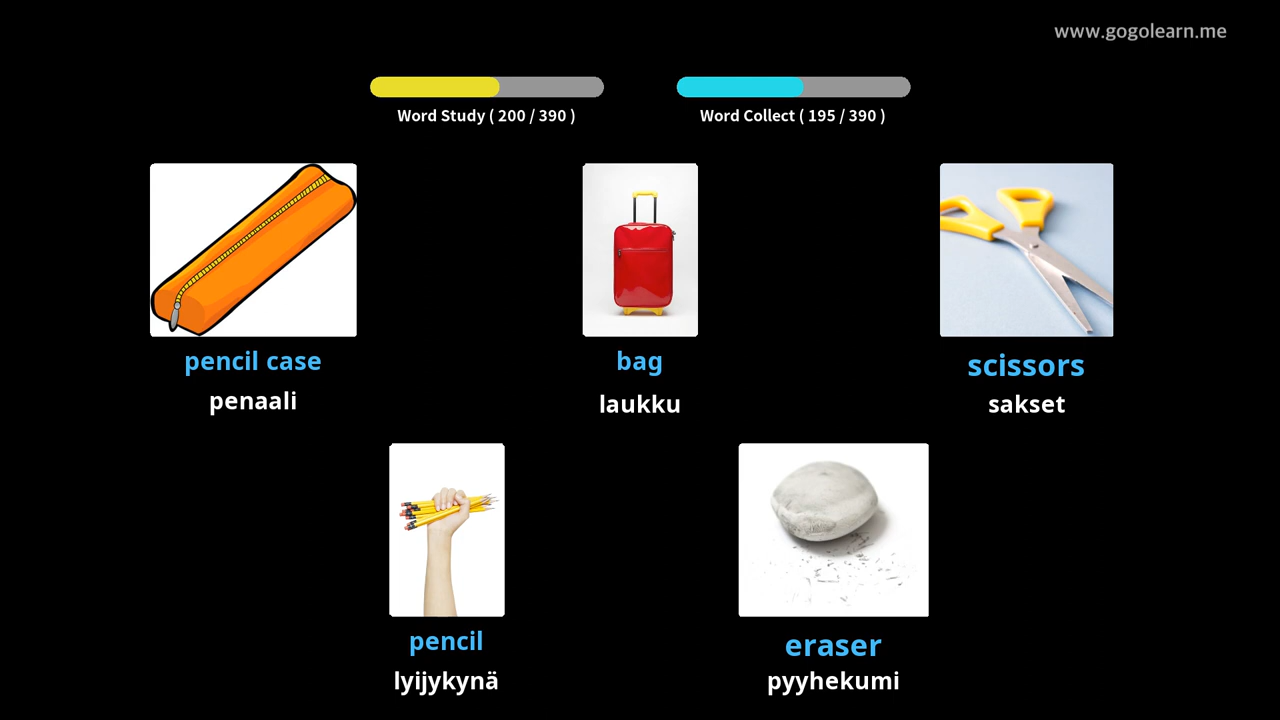 www.gogolearn.me
Word Study ( 200 / 390 )
Word Collect ( 195 / 390 )
pencil case
penaali
bag
laukku
scissors
sakset
pencil
lyijykynä
eraser
pyyhekumi